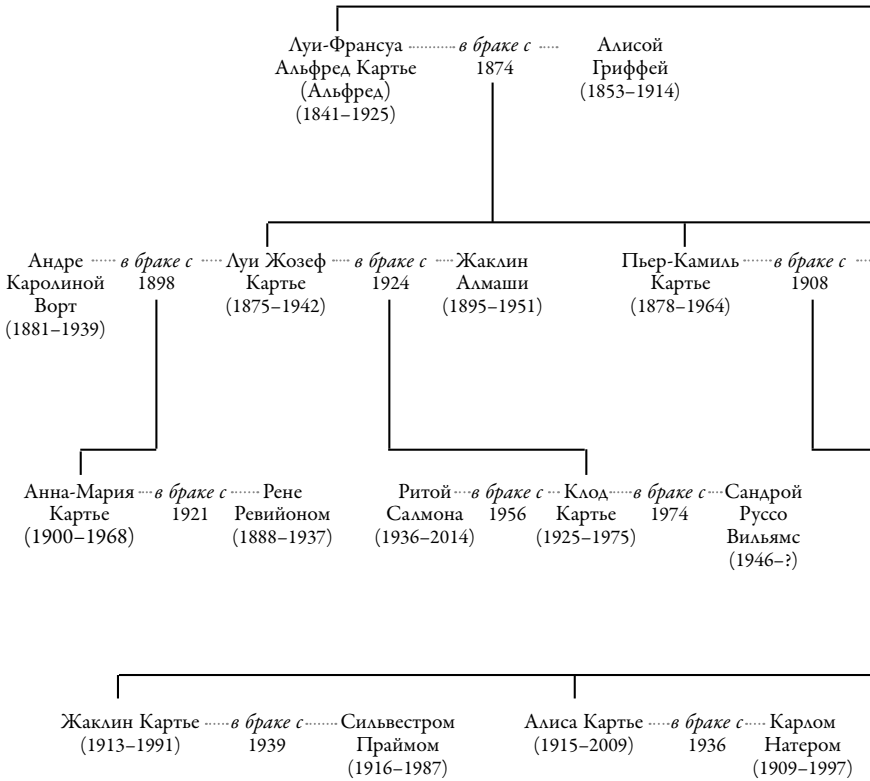 Луи-Франсуа
Альфред Картье
(Альфред)
(1841–1925)
в браке с
1874
Алисой
Гриффей
(1853–1914)
Андре
Каролиной
Ворт
(1881–1939)
в браке с
1898
Луи Жозеф
Картье
(1875–1942)
в браке с
1924
Жаклин
Алмаши
(1895–1951)
Пьер-Камиль
Картье
(1878–1964)
в браке с
1908
Анна-Мария
Картье
(1900–1968)
в браке с
1921
Рене
Ревийоном
(1888–1937)
Ритой
Салмона
(1936–2014)
в браке с
1956
Клод
Картье
(1925–1975)
в браке с
1974
Сандрой
Руссо
Вильямс
(1946–?)
Жаклин Картье
(1913–1991)
в браке с
1939
Сильвестром
Праймом
(1916–1987)
Алиса Картье
(1915–2009)
в браке с
1936
Карлом
Натером
(1909–1997)